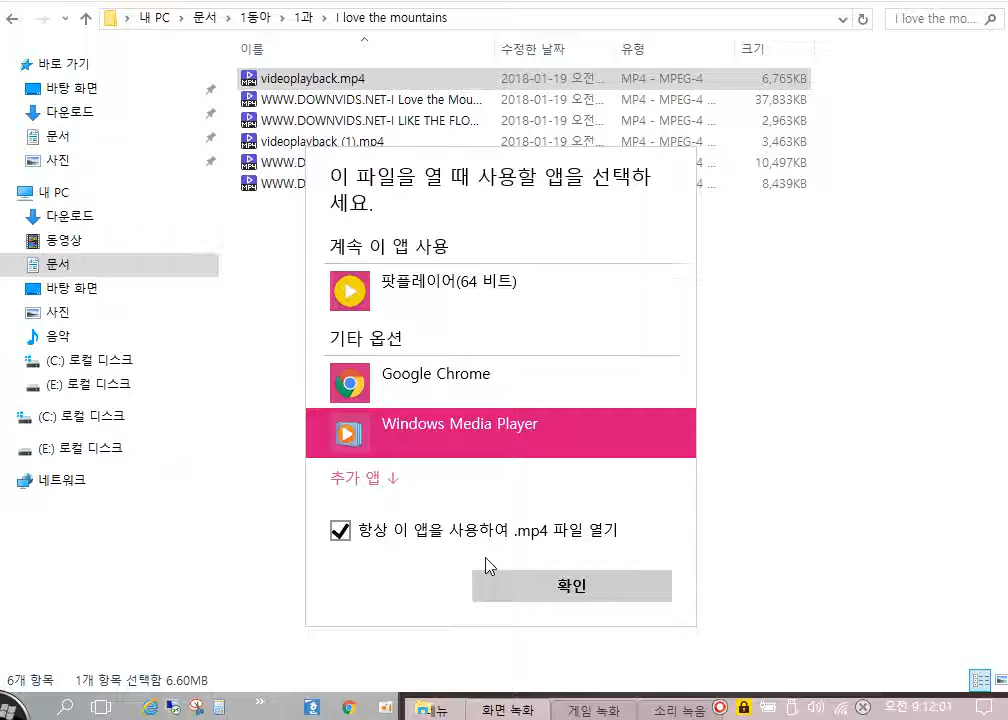 내 PC › 문서 › 1동아 › 1과 › I love the mountains
I love the mo...
이름 수정한 날짜 유형 크기
videoplayback.mp4 2018-01-19 오전... MP4 - MPEG-4 6,765KB
WWW.DOWNVIDS.NET-I Love the Mou... 2018-01-19 오전... MP4 - MPEG-4 ... 37,833KB
WWW.DOWNVIDS.NET-I LIKE THE FLO... 2018-01-19 오전... MP4 - MPEG-4 ... 2,963KB
videoplayback (1).mp4 2018-01-19 오전... MP4 - MPEG-4 ... 3,463KB
WWW.D 4 ... 10,497KB
WWW.D 4 ... 8,439KB
바로 가기
바탕 화면
다운로드
문서
사진
내 PC
다운로드
동영상
문서
바탕 화면
사진
음악
(C:) 로컬 디스크
(E:) 로컬 디스크
(C:) 로컬 디스크
(E:) 로컬 디스크
네트워크
이 파일을 열 때 사용할 앱을 선택하
세요.
계속 이 앱 사용
팟플레이어(64 비트)
기타 옵션
Google Chrome
Windows Media Player
추가 앱 ↓
항상 이 앱을 사용하여 .mp4 파일 열기
확인
6개 항목 1개 항목 선택함 6.60MB
화면 녹화 게임 녹화 소리 녹음 오전 9:12:01